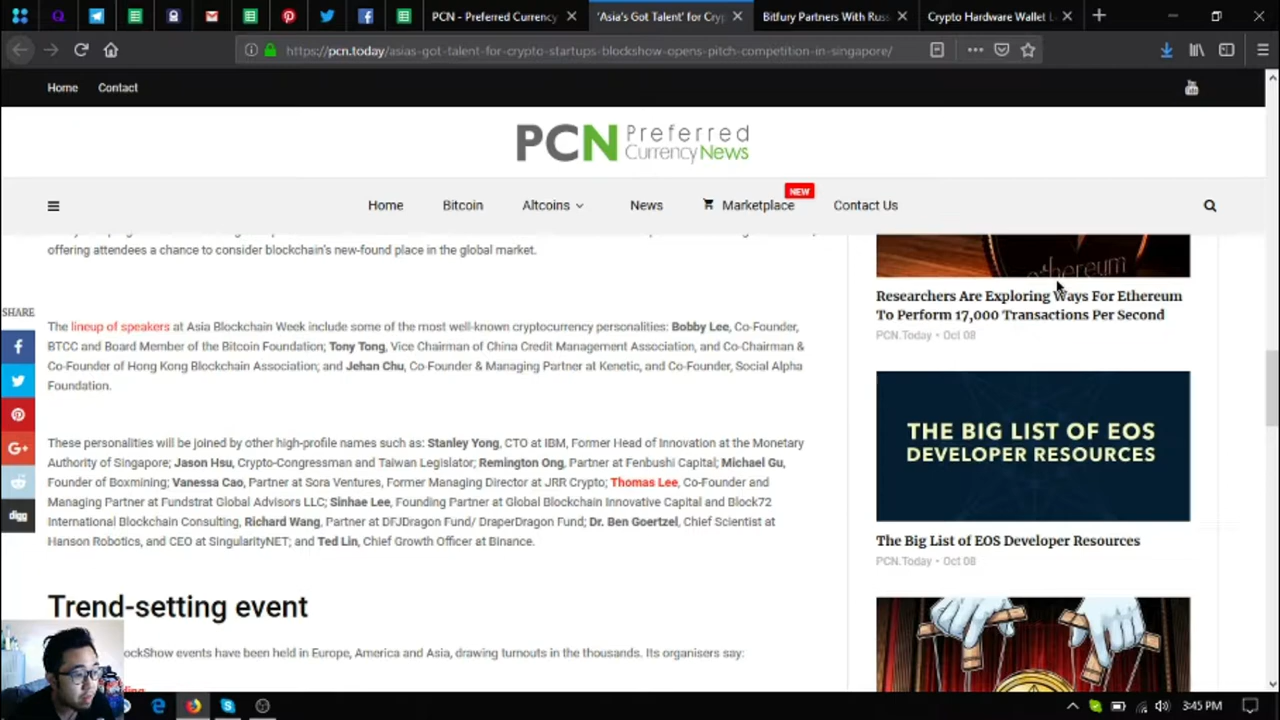 PCN - Preferred Currency
'Asia's Got Talent' for Cryp
Bitfury Partners With Russ
Crypto Hardware Wallet L
https://pcn.today/asias-got-talent-for-crypto-startups-blockshow-opens-pitch-competition-in-singapore/
Home Contact
PCN Preferred
Currency News
NEW
Home Bitcoin Altcoins News Marketplace Contact Us
offering attendees a chance to consider blockchain's new-found place in the global market.
The lineup of speakers at Asia Blockchain Week include some of the most well-known cryptocurrency personalities: Bobby Lee, Co-Founder,
BTCC and Board Member of the Bitcoin Foundation; Tony Tong, Vice Chairman of China Credit Management Association, and Co-Chairman &
Co-Founder of Hong Kong Blockchain Association; and Jehan Chu, Co-Founder & Managing Partner at Kenetic, and Co-Founder, Social Alpha
Foundation.
These personalities will be joined by other high-profile names such as: Stanley Yong, CTO at IBM, Former Head of Innovation at the Monetary
Authority of Singapore; Jason Hsu, Crypto-Congressman and Taiwan Legislator; Remington Ong, Partner at Fenbushi Capital; Michael Gu,
Founder of Boxmining; Vanessa Cao, Partner at Sora Ventures, Former Managing Director at JRR Crypto; Thomas Lee, Co-Founder and
Managing Partner at Fundstrat Global Advisors LLC; Sinhae Lee, Founding Partner at Global Blockchain Innovative Capital and Block72
International Blockchain Consulting, Richard Wang, Partner at DFJDragon Fund/ DraperDragon Fund; Dr. Ben Goertzel, Chief Scientist at
Hanson Robotics, and CEO at SingularityNET; and Ted Lin, Chief Growth Officer at Binance.
Trend-setting event
ockShow events have been held in Europe, America and Asia, drawing turnouts in the thousands. Its organisers say:
SHARE
G+
digg
ethereum
Researchers Are Exploring Ways For Ethereum
To Perform 17,000 Transactions Per Second
PCN.Today • Oct 08
THE BIG LIST OF EOS
DEVELOPER RESOURCES
The Big List of EOS Developer Resources
PCN.Today • Oct 08
3:45 PM